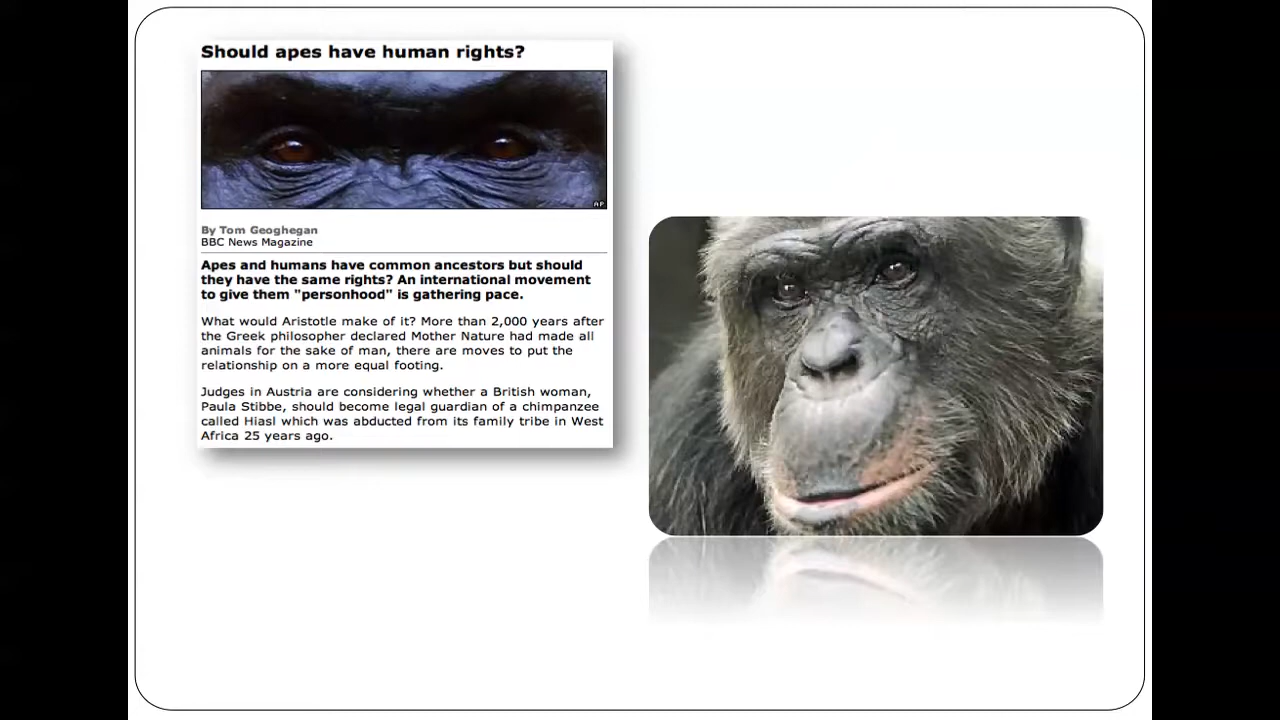 Should apes have human rights?
AP
By Tom Geoghegan
BBC News Magazine
Apes and humans have common ancestors but should
they have the same rights? An international movement
to give them "personhood" is gathering pace.
What would Aristotle make of it? More than 2,000 years after
the Greek philosopher declared Mother Nature had made all
animals for the sake of man, there are moves to put the
relationship on a more equal footing.
Judges in Austria are considering whether a British woman,
Paula Stibbe, should become legal guardian of a chimpanzee
called Hiasl which was abducted from its family tribe in West
Africa 25 years ago.